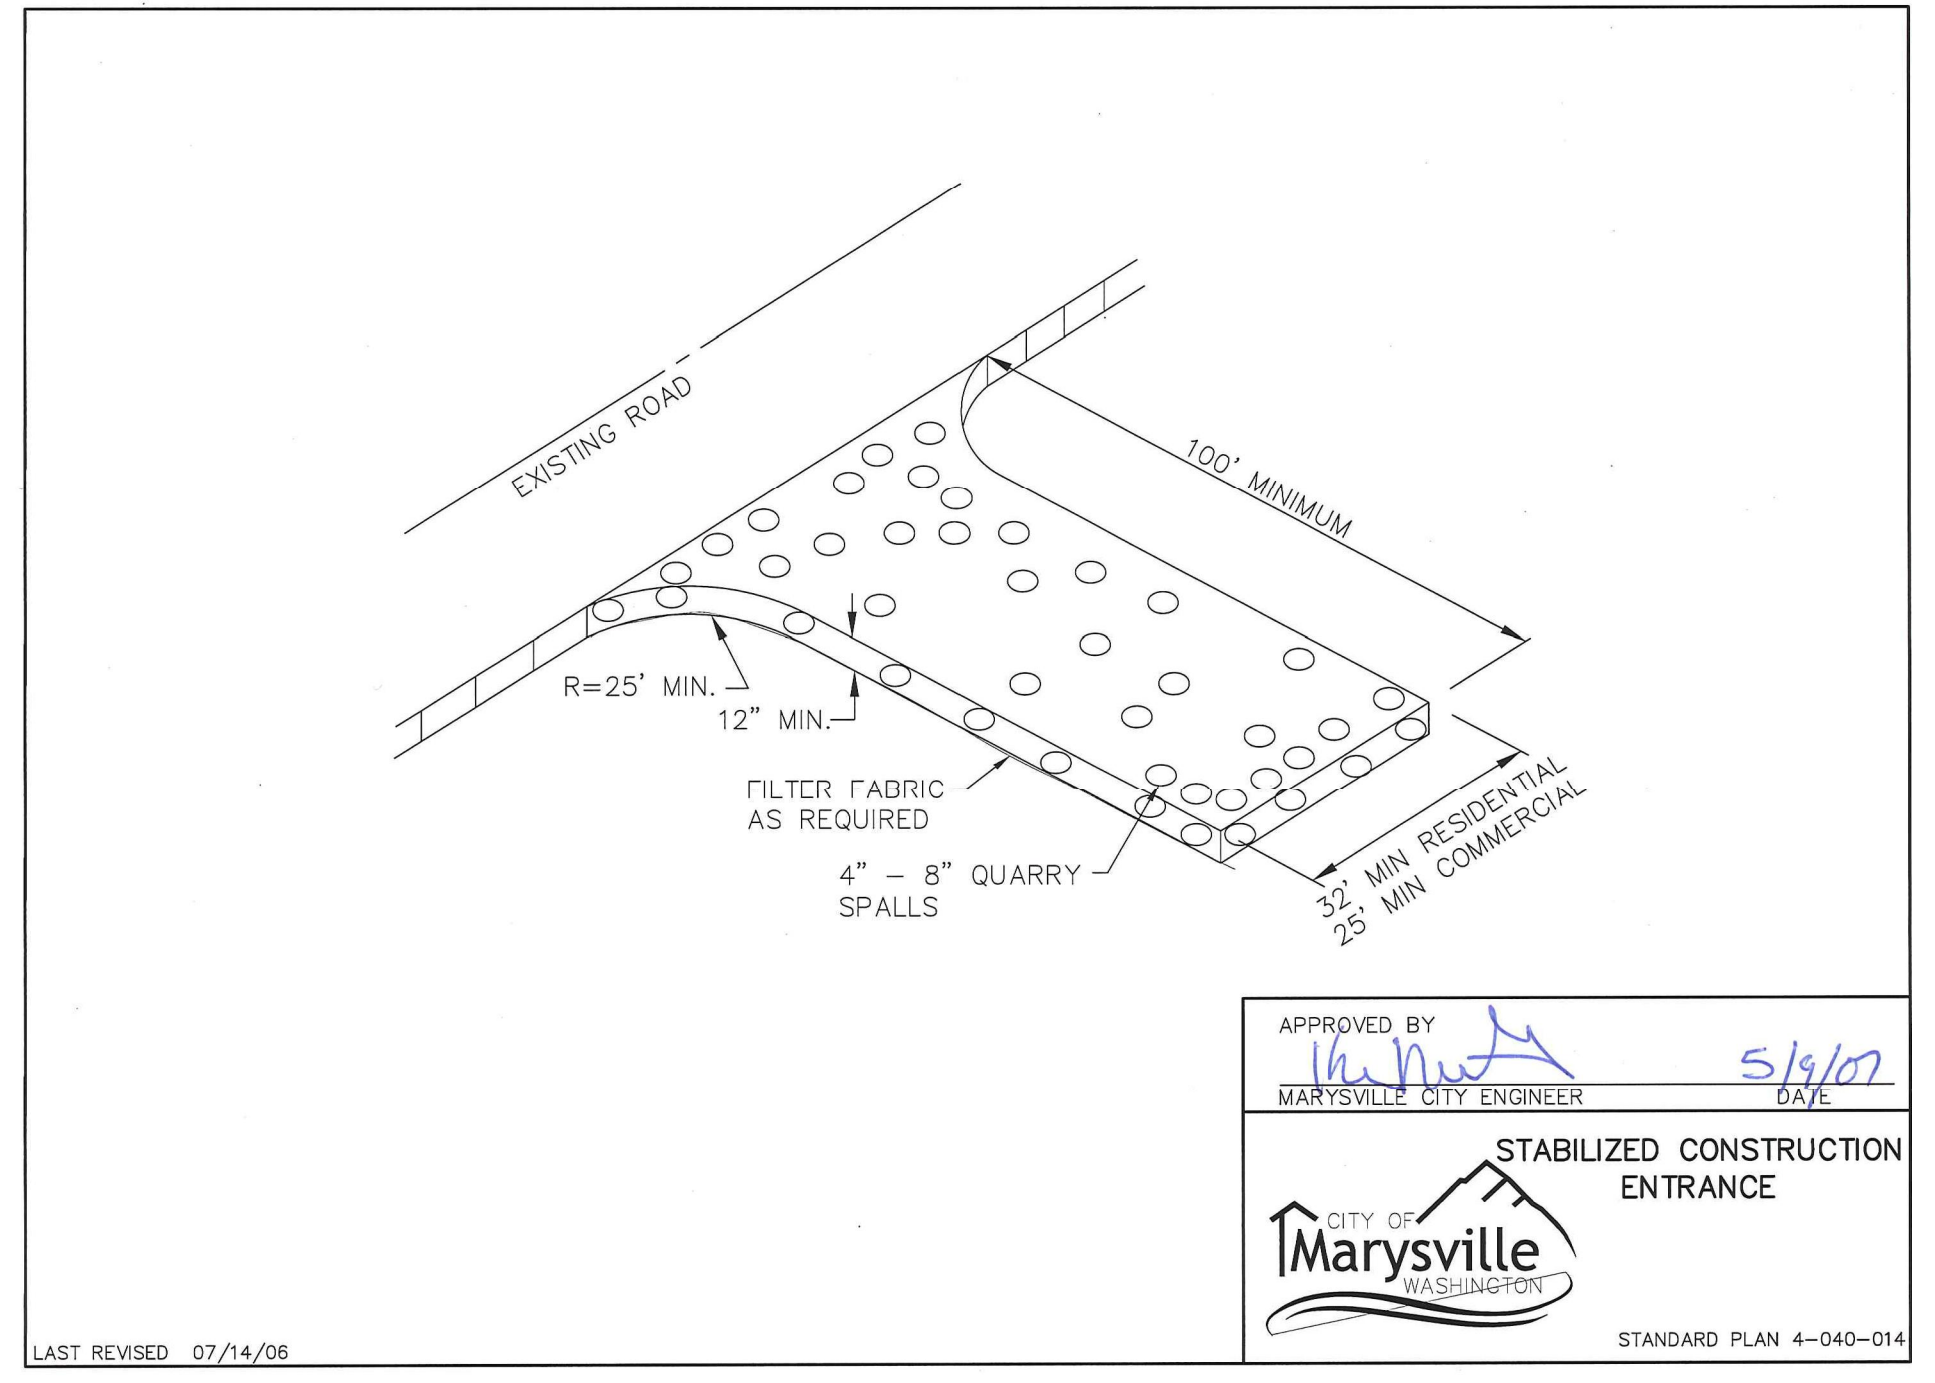 EXISTING ROAD
100' MINIMUM
R=25' MIN.
12" MIN.
FILTER FABRIC
AS REQUIRED
4" – 8" QUARRY
SPALLS
32' MIN RESIDENTIAL
25' MIN COMMERCIAL
APPROVED BY
5/9/07
MARYSVILLE CITY ENGINEER
DATE
STABILIZED CONSTRUCTION
ENTRANCE
CITY OF
Marysville
WASHINGTON
STANDARD PLAN 4–040–014
LAST REVISED 07/14/06